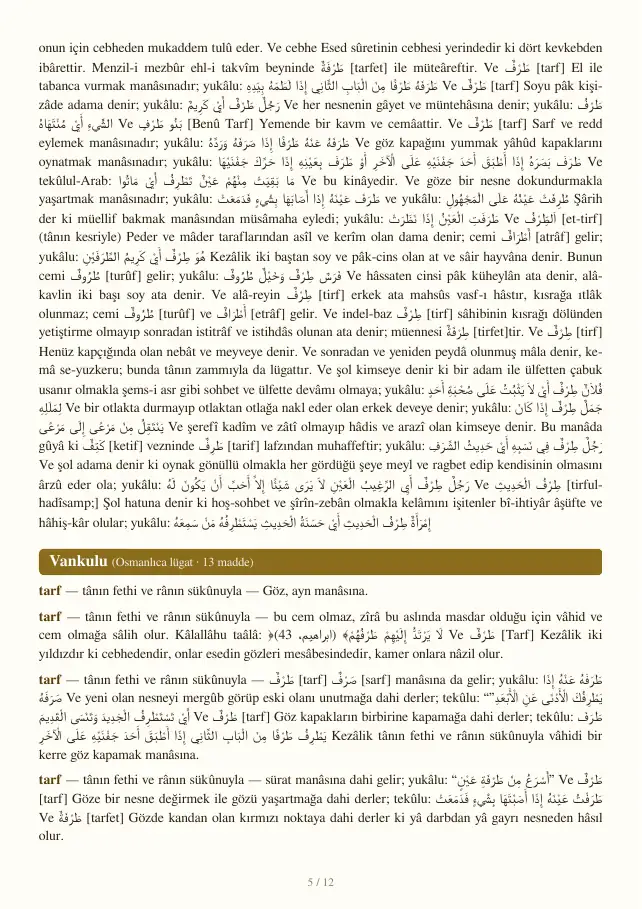 onun için cebheden mukaddem tulû eder. Ve cebhe Esed sûretinin cebhesi yerindedir ki dört kevkebden
ibârettir. Menzil-i mezbûr ehl-i takvîm beyninde طَرْفَةٌ [tarfet] ile müteâreftir. Ve طَرْفٌ [tarf] El ile
tabanca vurmak manâsınadır; yukâlu: طَرَفَهُ طَرْفًا مِنَ الْبَابِ الثَّانِي إِذَا لَطَمَهُ بِيَدِهِ Ve طَرْفٌ [tarf] Soyu pâk kişi-
zâde adama denir; yukâlu: رَجُلٌ طَرْفٌ أَيْ كَرِيمٌ Ve her nesnenin gâyet ve müntehâsına denir; yukâlu: طَرْفُ
الشَّيْءِ أَيْ مُنْتَهَاهُ Ve بَنُو طَرْفٍ [Benû Tarf] Yemende bir kavm ve cemâattir. Ve طَرْفٌ [tarf] Sarf ve redd
eylemek manâsınadır; yukâlu: طَرَفَهُ عَنْهُ طَرْفًا إِذَا صَرَفَهُ وَرَدَّهُ Ve göz kapağını yummak yâhûd kapaklarını
oynatmak manâsınadır; yukâlu: طَرَفَ بَصَرَهُ إِذَا أَطْبَقَ أَحَدَ جَفْنَيْهِ عَلَى الْآخَرِ أَوْ طَرَفَ بِعَيْنِهِ إِذَا حَرَّكَ جَفْنَيْهَا Ve
tekûlul-Arab: مَا بَقِيَتْ مِنْهُمْ عَيْنٌ تَطْرِفُ أَيْ مَاتُوا Ve bu kinâyedir. Ve göze bir nesne dokundurmakla
yaşartmak manâsınadır; yukâlu: طَرَفَ عَيْنَهُ إِذَا أَصَابَهَا بِشَيْءٍ فَدَمَعَتْ ve yukâlu: طُرِفَتْ عَيْنُهُ عَلَى الْمَجْهُولِ Şârih
der ki müellif bakmak manâsından müsâmaha eyledi; yukâlu: طَرَفَتِ الْعَيْنُ إِذَا نَظَرَتْ Ve اَلطِّرْفُ [et-tirf]
(tânın kesriyle) Peder ve mâder taraflarından asîl ve kerîm olan dama denir; cemi أَطْرَافٌ [atrâf] gelir;
yukâlu: هُوَ طِرْفٌ أَيْ كَرِيمُ الطَّرَفَيْنِ Kezâlik iki baştan soy ve pâk-cins olan at ve sâir hayvâna denir. Bunun
cemi طُرُوفٌ [turûf] gelir; yukâlu: فَرَسٌ طِرْفٌ وَخَيْلٌ طُرُوفٌ Ve hâssaten cinsi pâk küheylân ata denir, alâ-
kavlin iki başı soy ata denir. Ve alâ-reyin طِرْفٌ [tirf] erkek ata mahsûs vasf-ı hâstır, kısrağa ıtlâk
olunmaz; cemi طُرُوفٌ [turûf] ve أَطْرَافٌ [etrâf] gelir. Ve indel-baz طِرْفٌ [tirf] sâhibinin kısrağı dölünden
yetiştirme olmayıp sonradan istitrâf ve istihdâs olunan ata denir; müennesi طِرْفَةٌ [tirfet]tir. Ve طِرْفٌ [tirf]
Henüz kapçığında olan nebât ve meyveye denir. Ve sonradan ve yeniden peydâ olunmuş mâla denir, ke-
mâ se-yuzkeru; bunda tânın zammıyla da lügattır. Ve şol kimseye denir ki bir adam ile ülfetten çabuk
usanır olmakla şems-i asr gibi sohbet ve ülfette devâmı olmaya; yukâlu: فُلَانٌ طِرْفٌ أَيْ لَا يَثْبُتُ عَلَى صُحْبَةِ أَحَدٍ
لِمَلَلِهِ Ve bir otlakta durmayıp otlaktan otlağa nakl eder olan erkek deveye denir; yukâlu: جَمَلٌ طِرْفٌ إِذَا كَانَ
يَنْتَقِلُ مِنْ مَرْعًى إِلَى مَرْعًى Ve şerefi kadîm ve zâtî olmayıp hâdis ve arazî olan kimseye denir. Bu manâda
gûyâ ki كَتِفٌ [ketif] vezninde طَرِفٌ [tarif] lafzından muhaffeftir; yukâlu: رَجُلٌ طِرْفٌ فِي نَسَبِهِ أَيْ حَدِيثُ الشَّرَفِ
Ve şol adama denir ki oynak gönüllü olmakla her gördüğü şeye meyl ve ragbet edip kendisinin olmasını
ârzû eder ola; yukâlu: رَجُلٌ طِرْفٌ أَيِ الرَّغِيبُ الْعَيْنِ لَا يَرَى شَيْئًا إِلَّا أَحَبَّ أَنْ يَكُونَ لَهُ Ve طِرْفُ الْحَدِيثِ [tirful-
hadîsamp;] Şol hatuna denir ki hoş-sohbet ve şîrîn-zebân olmakla kelâmını işitenler bî-ihtiyâr âşüfte ve
hâhiş-kâr olular; yukâlu: إِمْرَأَةٌ طِرْفُ الْحَدِيثِ أَيْ حَسَنَةُ الْحَدِيثِ يَسْتَطْرِفُهُ مَنْ سَمِعَهُ
Vankulu (Osmanlıca lügat · 13 madde)
tarf — tânın fethi ve rânın sükûnuyla — Göz, ayn manâsına.
tarf — tânın fethi ve rânın sükûnuyla — bu cem olmaz, zîrâ bu aslında masdar olduğu için vâhid ve
cem olmağa sâlih olur. Kâlallâhu taâlâ: ﴿لَا يَرْتَدُّ إِلَيْهِمْ طَرْفُهُمْ﴾ (ابراهيم، 43) Ve طَرْفٌ [Tarf] Kezâlik iki
yıldızdır ki cebhedendir, onlar esedin gözleri mesâbesindedir, kamer onlara nâzil olur.
tarf — tânın fethi ve rânın sükûnuyla — طَرْفٌ [tarf] صَرْفٌ [sarf] manâsına da gelir; yukâlu: طَرَفَهُ عَنْهُ إِذَا
صَرَفَهُ Ve yeni olan nesneyi mergûb görüp eski olanı unutmağa dahi derler; tekûlu: “يَطْرِفُكَ الْأَدْنَى عَنِ الْأَبْعَدِ”
أَيْ تَسْتَطْرِفُ الْجَدِيدَ وَتَنْسَى الْقَدِيمَ Ve طَرْفٌ [tarf] Göz kapakların birbirine kapamağa dahi derler; tekûlu: طَرَفَ
يَطْرِفُ طَرْفًا مِنَ الْبَابِ الثَّانِي إِذَا أَطْبَقَ أَحَدَ جَفْنَيْهِ عَلَى الْآخَرِ Kezâlik tânın fethi ve rânın sükûnuyla vâhidi bir
kerre göz kapamak manâsına.
tarf — tânın fethi ve rânın sükûnuyla — sürat manâsına dahi gelir; yukâlu: “أَسْرَعُ مِنْ طَرْفَةِ عَيْنٍ” Ve طَرْفٌ
[tarf] Göze bir nesne değirmek ile gözü yaşartmağa dahi derler; tekûlu: طَرَفْتُ عَيْنَهُ إِذَا أَصَبْتَهَا بِشَيْءٍ فَدَمَعَتْ
Ve طَرْفَةٌ [tarfet] Gözde kandan olan kırmızı noktaya dahi derler ki yâ darbdan yâ gayrı nesneden hâsıl
olur.
5 / 12